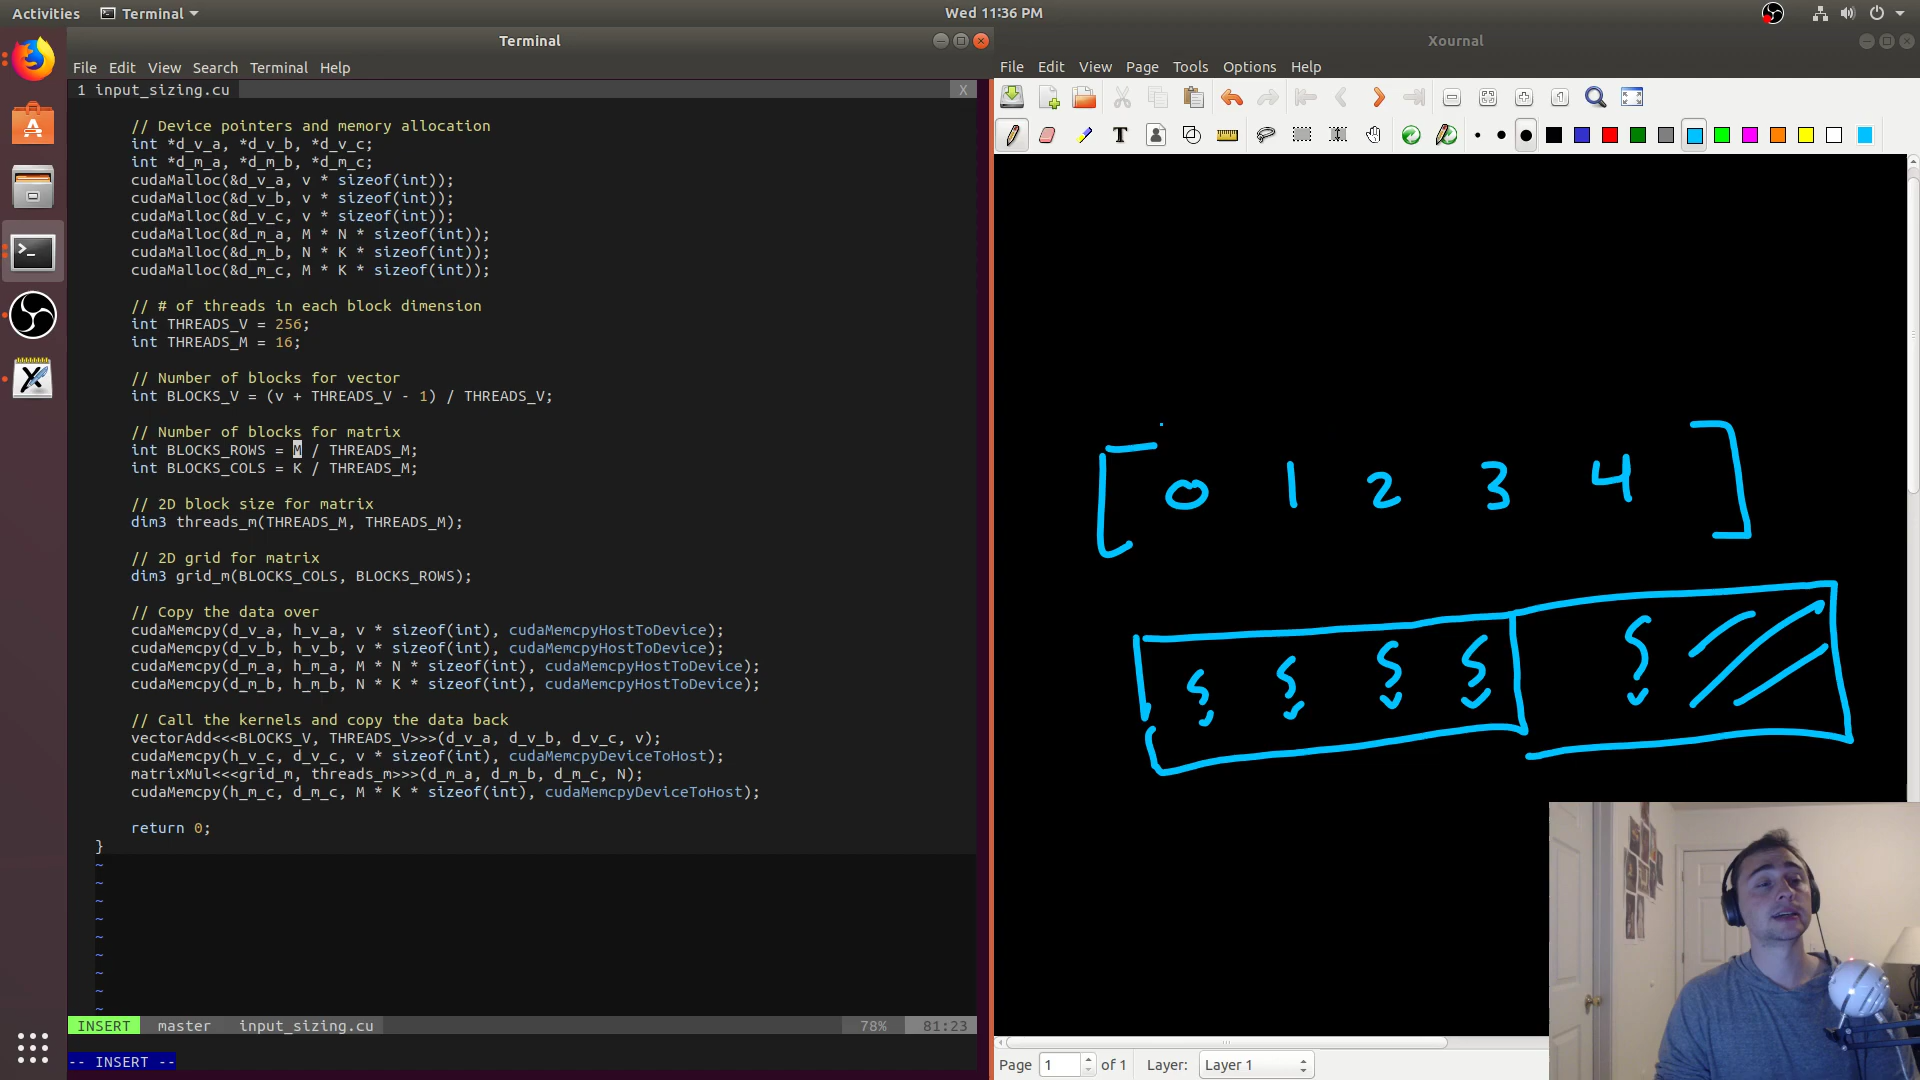 Activities
Terminal
Wed 11:36 PM
Terminal
File Edit View Search Terminal Help
1 input_sizing.cu X
// Device pointers and memory allocation
int *d_v_a, *d_v_b, *d_v_c;
int *d_m_a, *d_m_b, *d_m_c;
cudaMalloc(&d_v_a, v * sizeof(int));
cudaMalloc(&d_v_b, v * sizeof(int));
cudaMalloc(&d_v_c, v * sizeof(int));
cudaMalloc(&d_m_a, M * N * sizeof(int));
cudaMalloc(&d_m_b, N * K * sizeof(int));
cudaMalloc(&d_m_c, M * K * sizeof(int));
// # of threads in each block dimension
int THREADS_V = 256;
int THREADS_M = 16;
// Number of blocks for vector
int BLOCKS_V = (v + THREADS_V - 1) / THREADS_V;
// Number of blocks for matrix
int BLOCKS_ROWS = M / THREADS_M;
int BLOCKS_COLS = K / THREADS_M;
// 2D block size for matrix
dim3 threads_m(THREADS_M, THREADS_M);
// 2D grid for matrix
dim3 grid_m(BLOCKS_COLS, BLOCKS_ROWS);
// Copy the data over
cudaMemcpy(d_v_a, h_v_a, v * sizeof(int), cudaMemcpyHostToDevice);
cudaMemcpy(d_v_b, h_v_b, v * sizeof(int), cudaMemcpyHostToDevice);
cudaMemcpy(d_m_a, h_m_a, M * N * sizeof(int), cudaMemcpyHostToDevice);
cudaMemcpy(d_m_b, h_m_b, N * K * sizeof(int), cudaMemcpyHostToDevice);
// Call the kernels and copy the data back
vectorAdd<<<BLOCKS_V, THREADS_V>>>(d_v_a, d_v_b, d_v_c, v);
cudaMemcpy(h_v_c, d_v_c, v * sizeof(int), cudaMemcpyDeviceToHost);
matrixMul<<<grid_m, threads_m>>>(d_m_a, d_m_b, d_m_c, N);
cudaMemcpy(h_m_c, d_m_c, M * K * sizeof(int), cudaMemcpyDeviceToHost);
return 0;
}
~
~
~
~
~
~
~
~
~
INSERT master input_sizing.cu 78% 81:23
-- INSERT --
Xournal
File Edit View Page Tools Options Help
[ 0 1 2 3 4 ]
Page 1 of 1 Layer: Layer 1